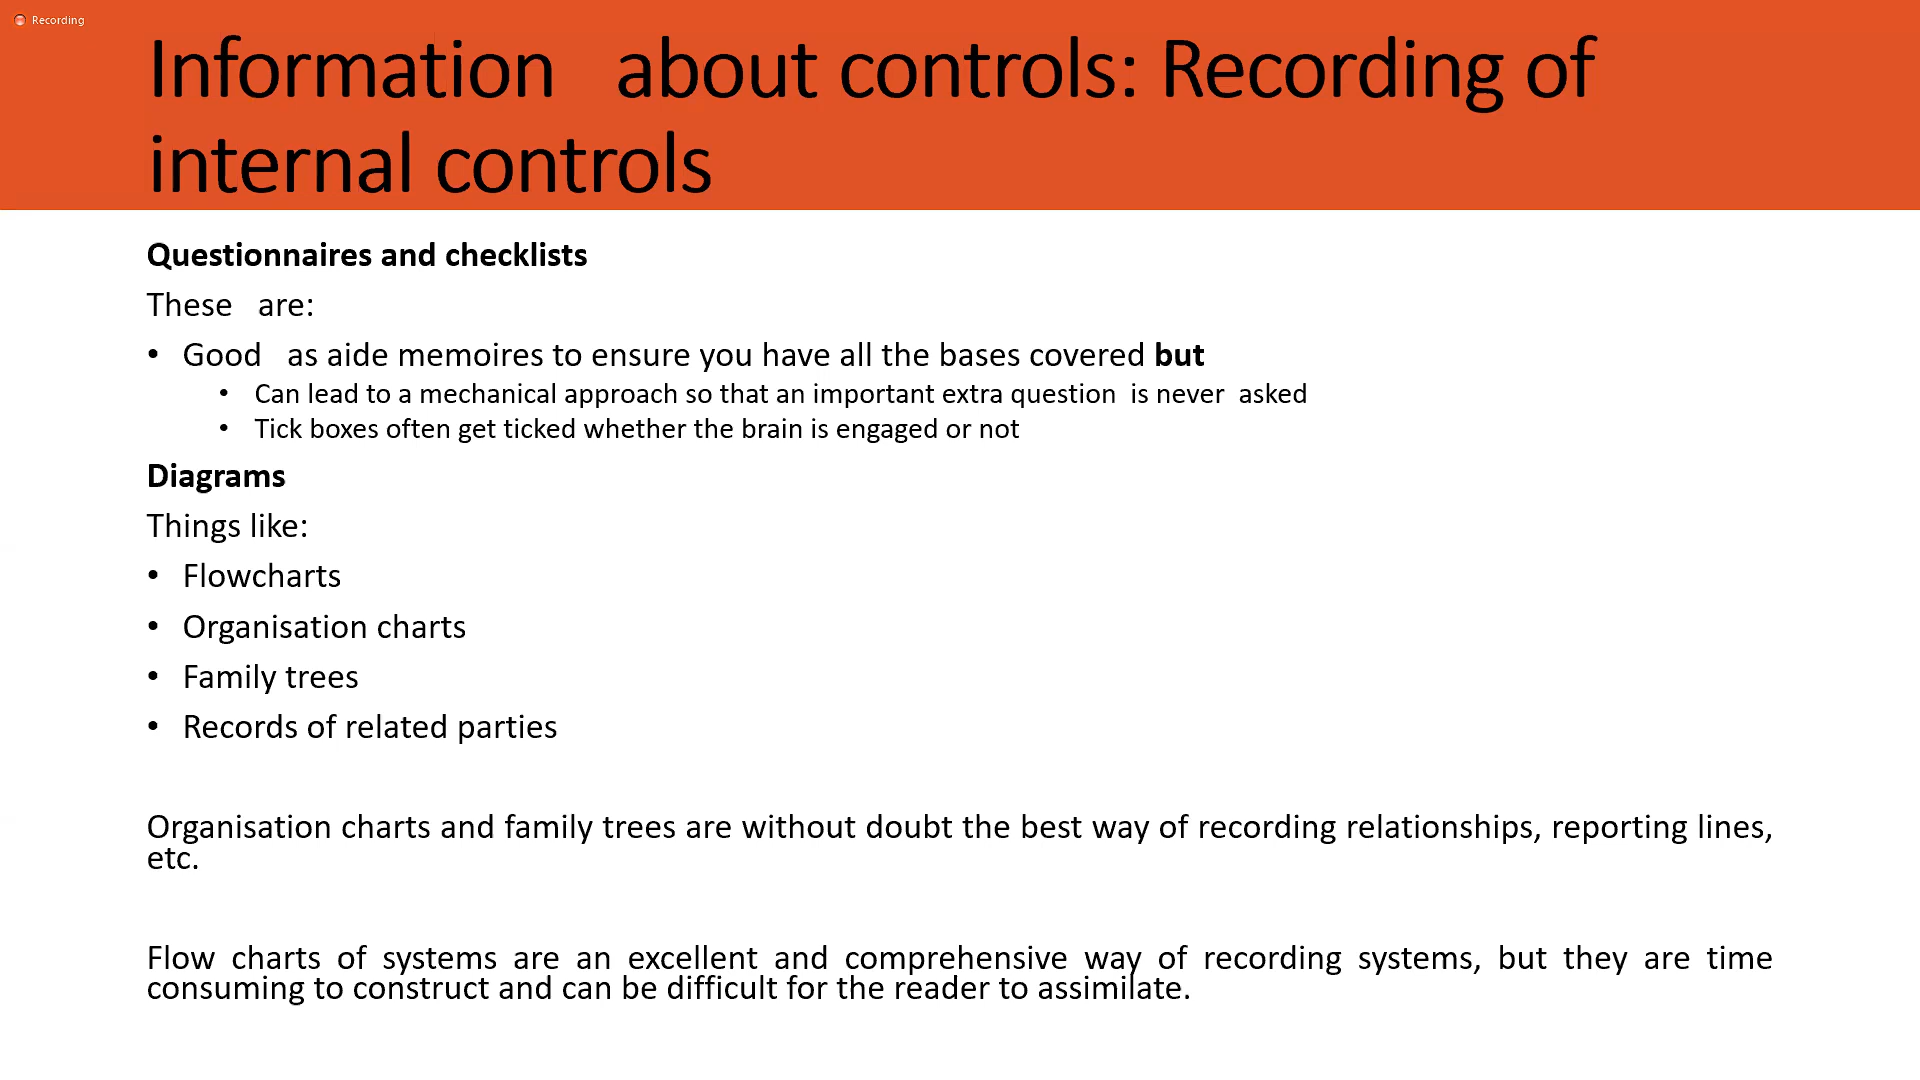 Recording
Information about controls: Recording of
internal controls
Questionnaires and checklists
These are:
• Good as aide memoires to ensure you have all the bases covered but
• Can lead to a mechanical approach so that an important extra question is never asked
• Tick boxes often get ticked whether the brain is engaged or not
Diagrams
Things like:
• Flowcharts
• Organisation charts
• Family trees
• Records of related parties
Organisation charts and family trees are without doubt the best way of recording relationships, reporting lines,
etc.
Flow charts of systems are an excellent and comprehensive way of recording systems, but they are time
consuming to construct and can be difficult for the reader to assimilate.